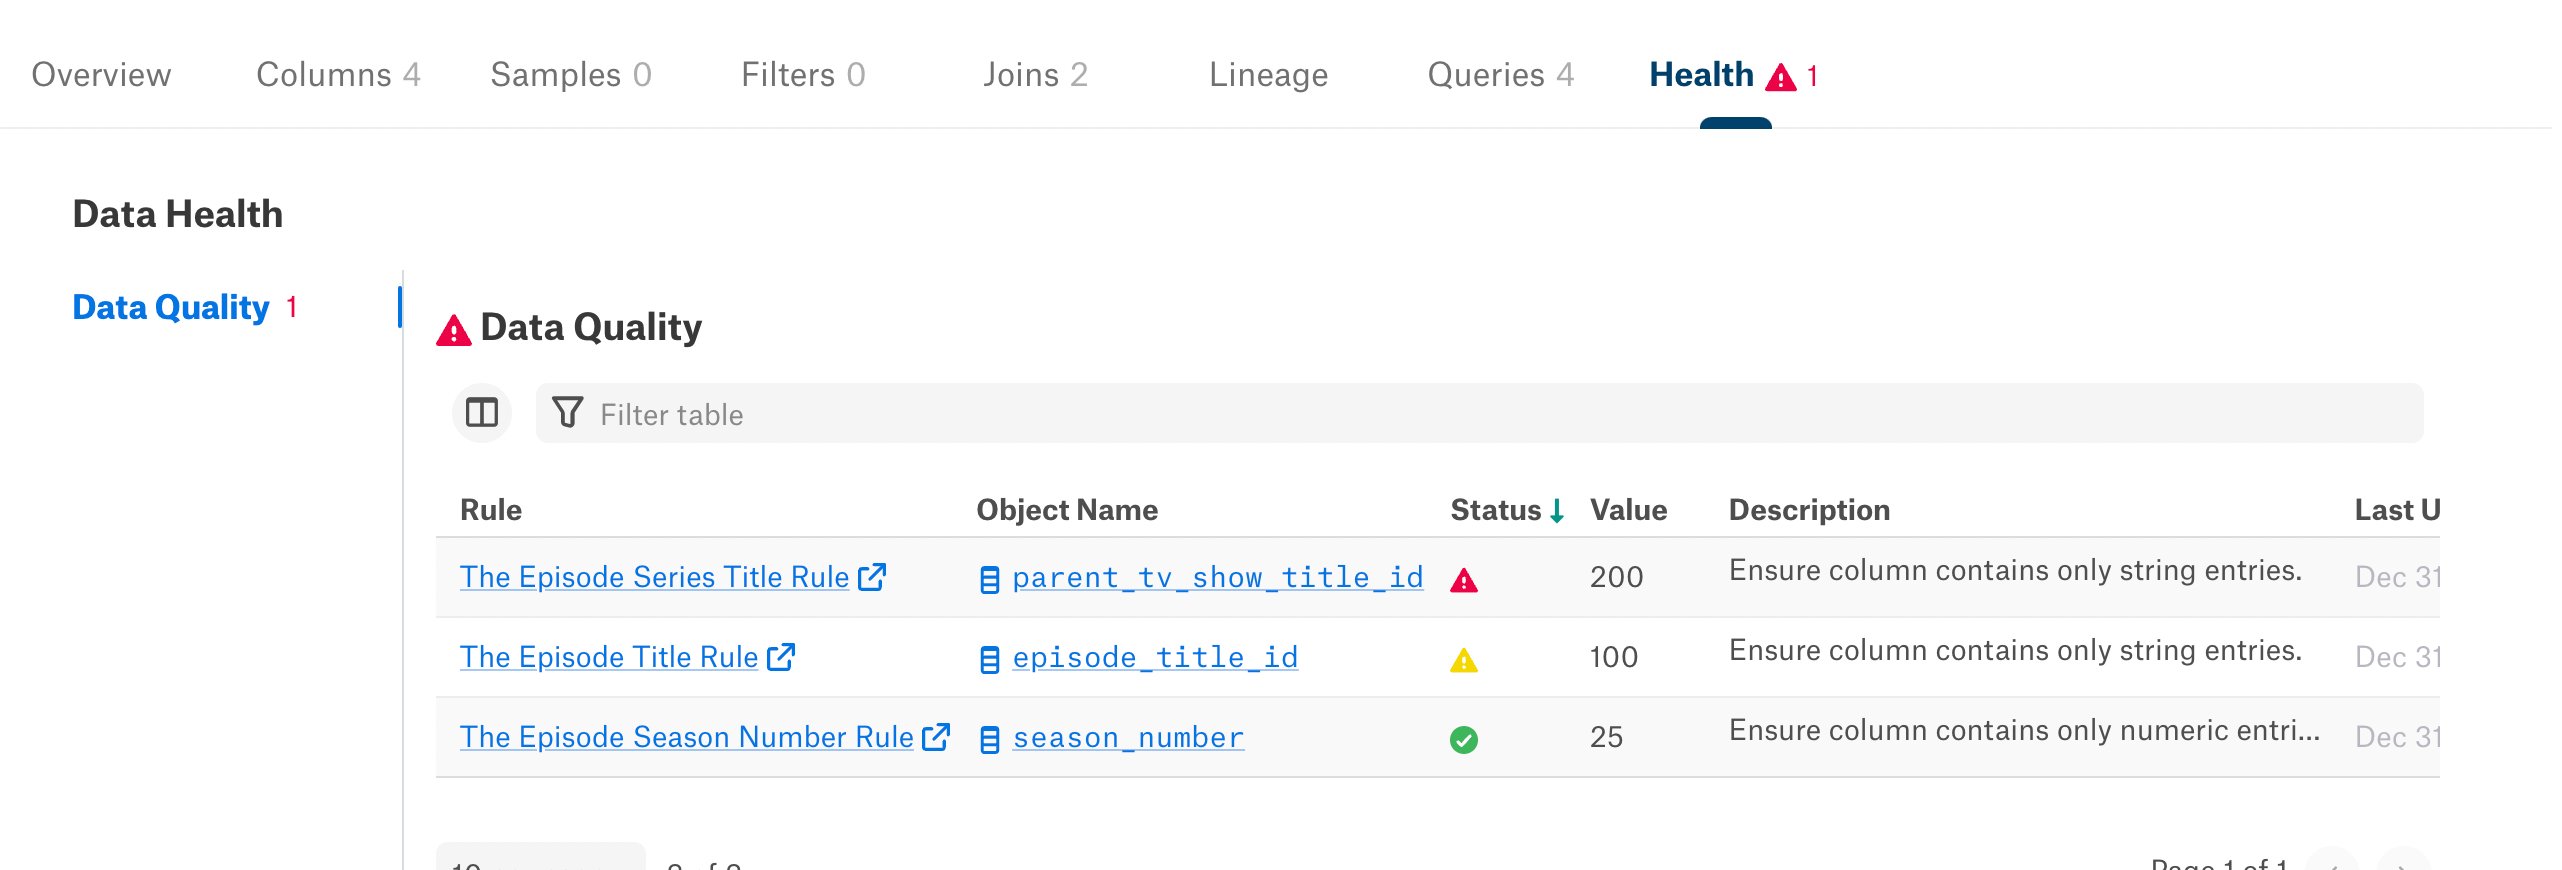 Overview Columns 4 Samples 0 Filters 0 Joins 2 Lineage Queries 4 Health 1
Data Health
Data Quality 1
Data Quality
Filter table
Rule Object Name Status Value Description Last U
The Episode Series Title Rule parent_tv_show_title_id 200 Ensure column contains only string entries. Dec 31
The Episode Title Rule episode_title_id 100 Ensure column contains only string entries. Dec 31
The Episode Season Number Rule season_number 25 Ensure column contains only numeric entri... Dec 31
Page 1 of 1